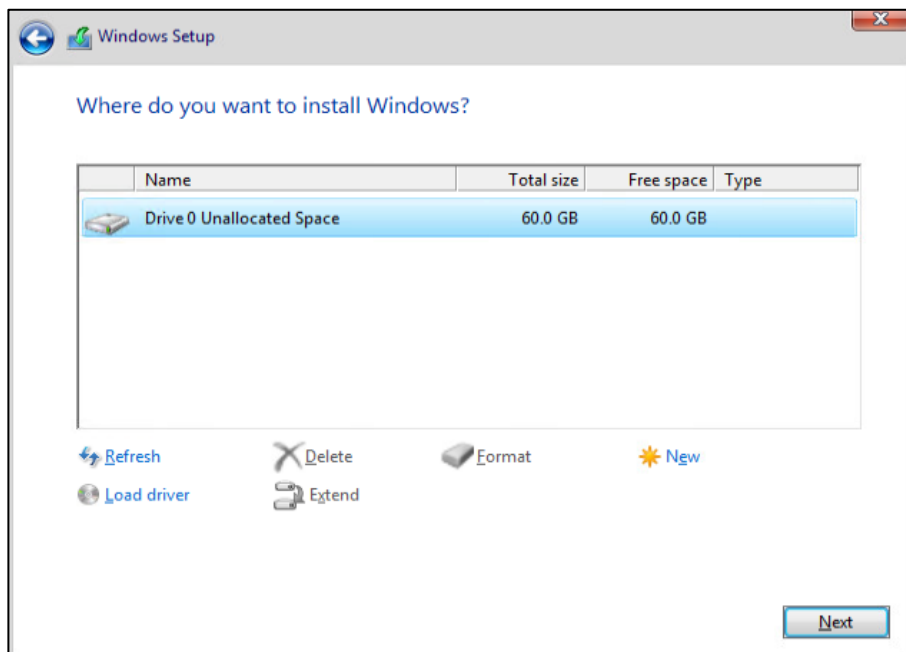 Windows Setup
Where do you want to install Windows?
Name Total size Free space Type
Drive 0 Unallocated Space 60.0 GB 60.0 GB
Refresh Delete Format New
Load driver Extend
Next